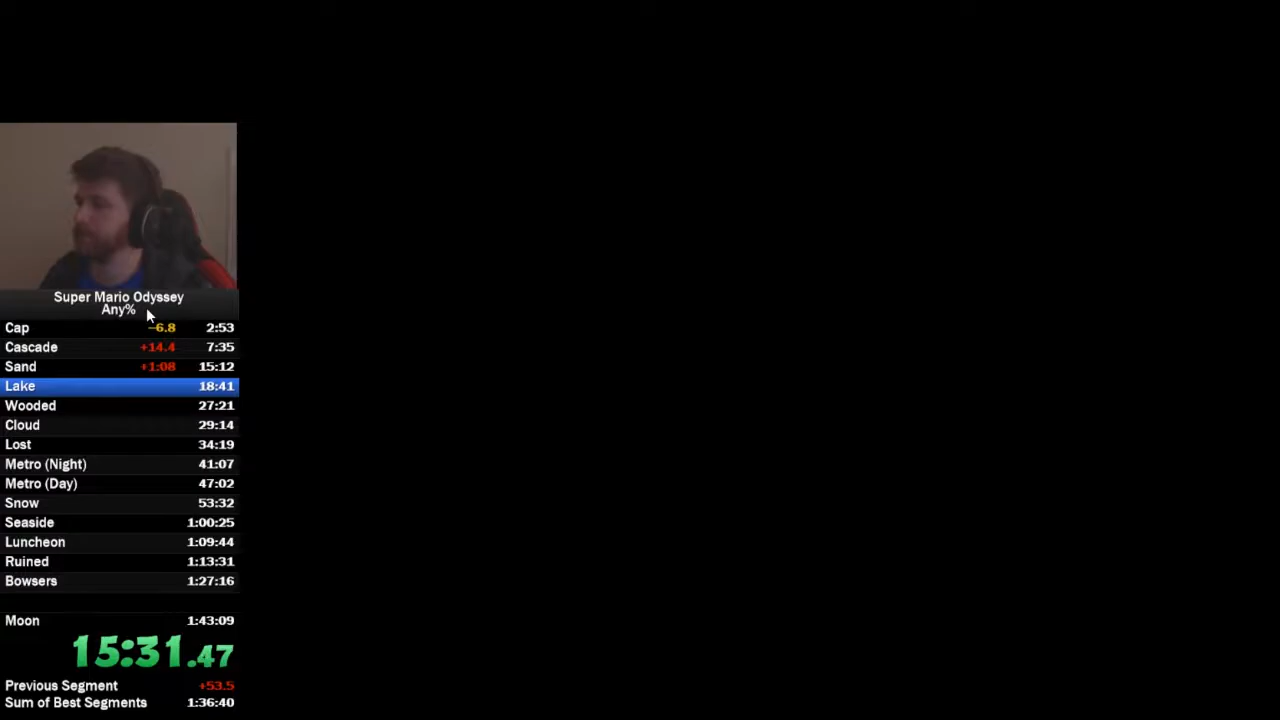 Super Mario Odyssey
Any%
Cap −6.8 2:53
Cascade +14.4 7:35
Sand +1:08 15:12
Lake 18:41
Wooded 27:21
Cloud 29:14
Lost 34:19
Metro (Night) 41:07
Metro (Day) 47:02
Snow 53:32
Seaside 1:00:25
Luncheon 1:09:44
Ruined 1:13:31
Bowsers 1:27:16
Moon 1:43:09
15:31.47
Previous Segment +53.5
Sum of Best Segments 1:36:40